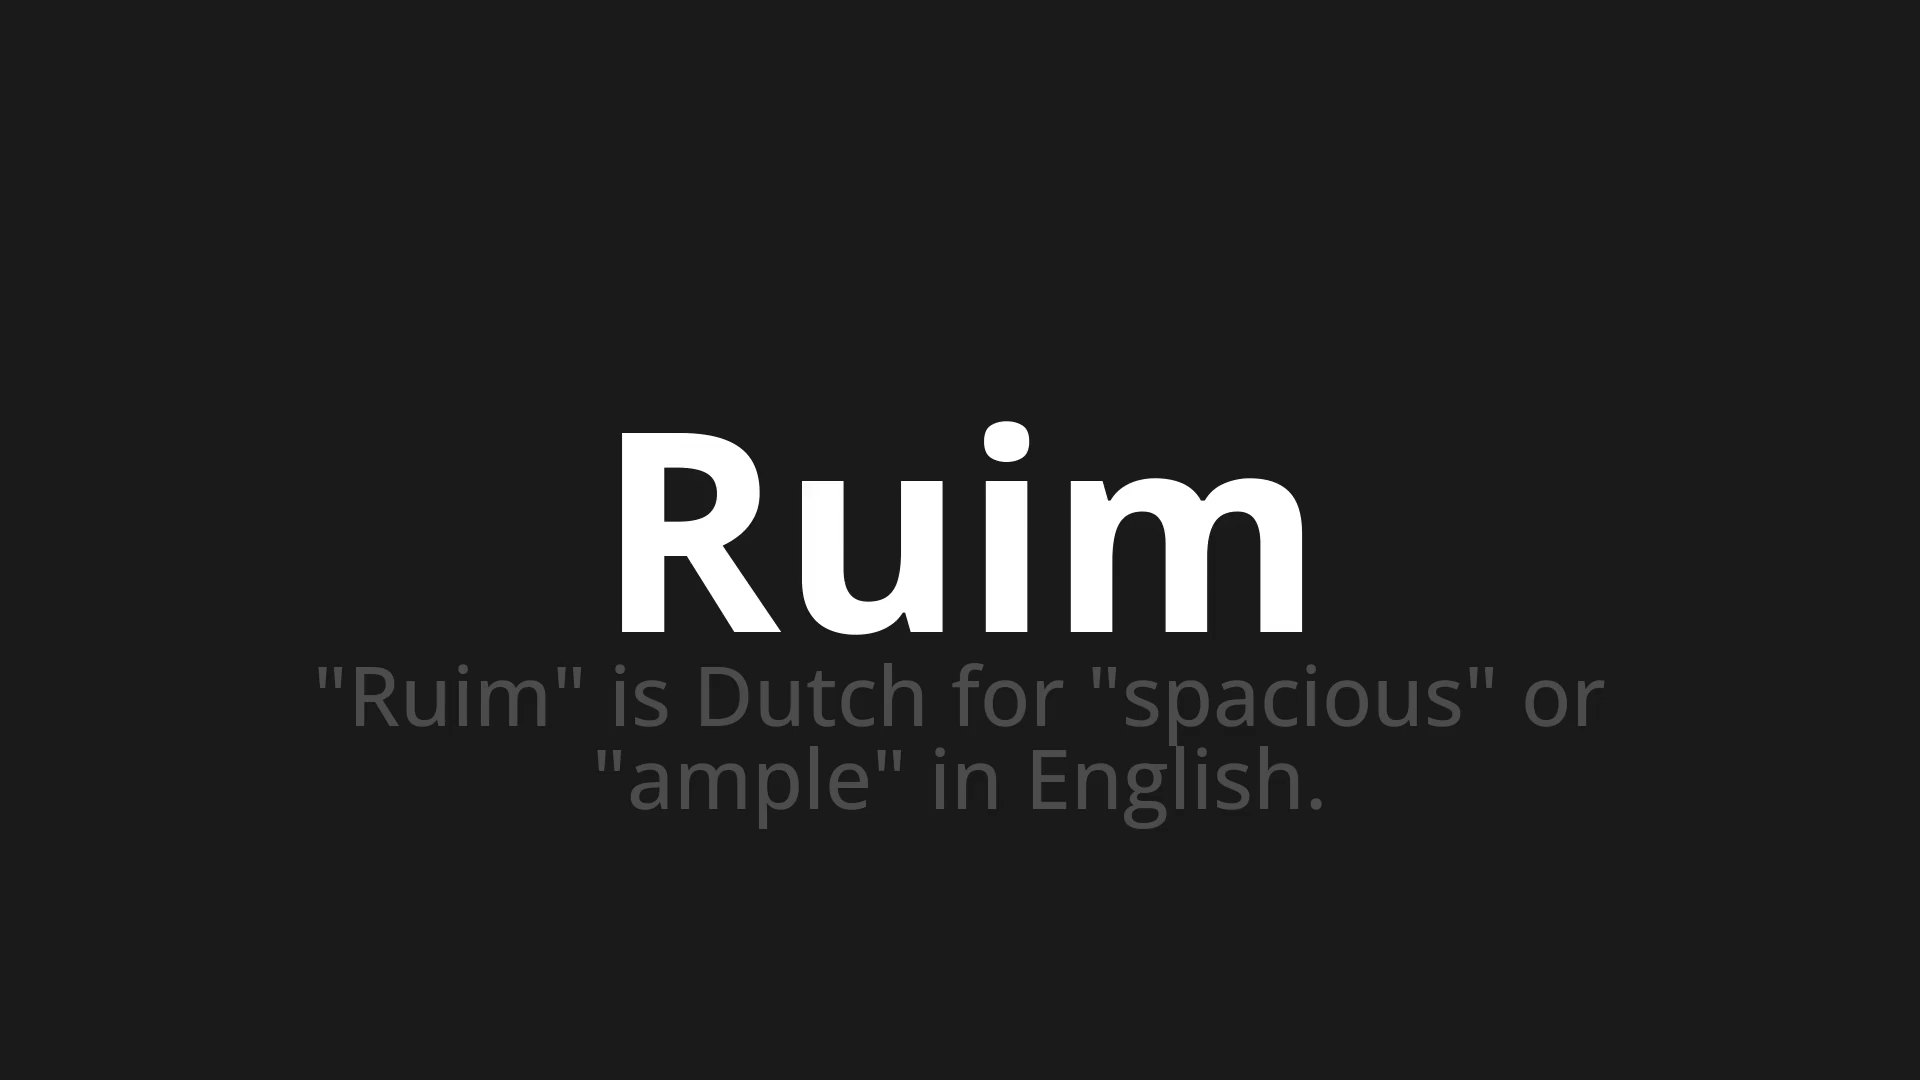 Ruim
"Ruim" is Dutch for "spacious" or
"ample" in English.